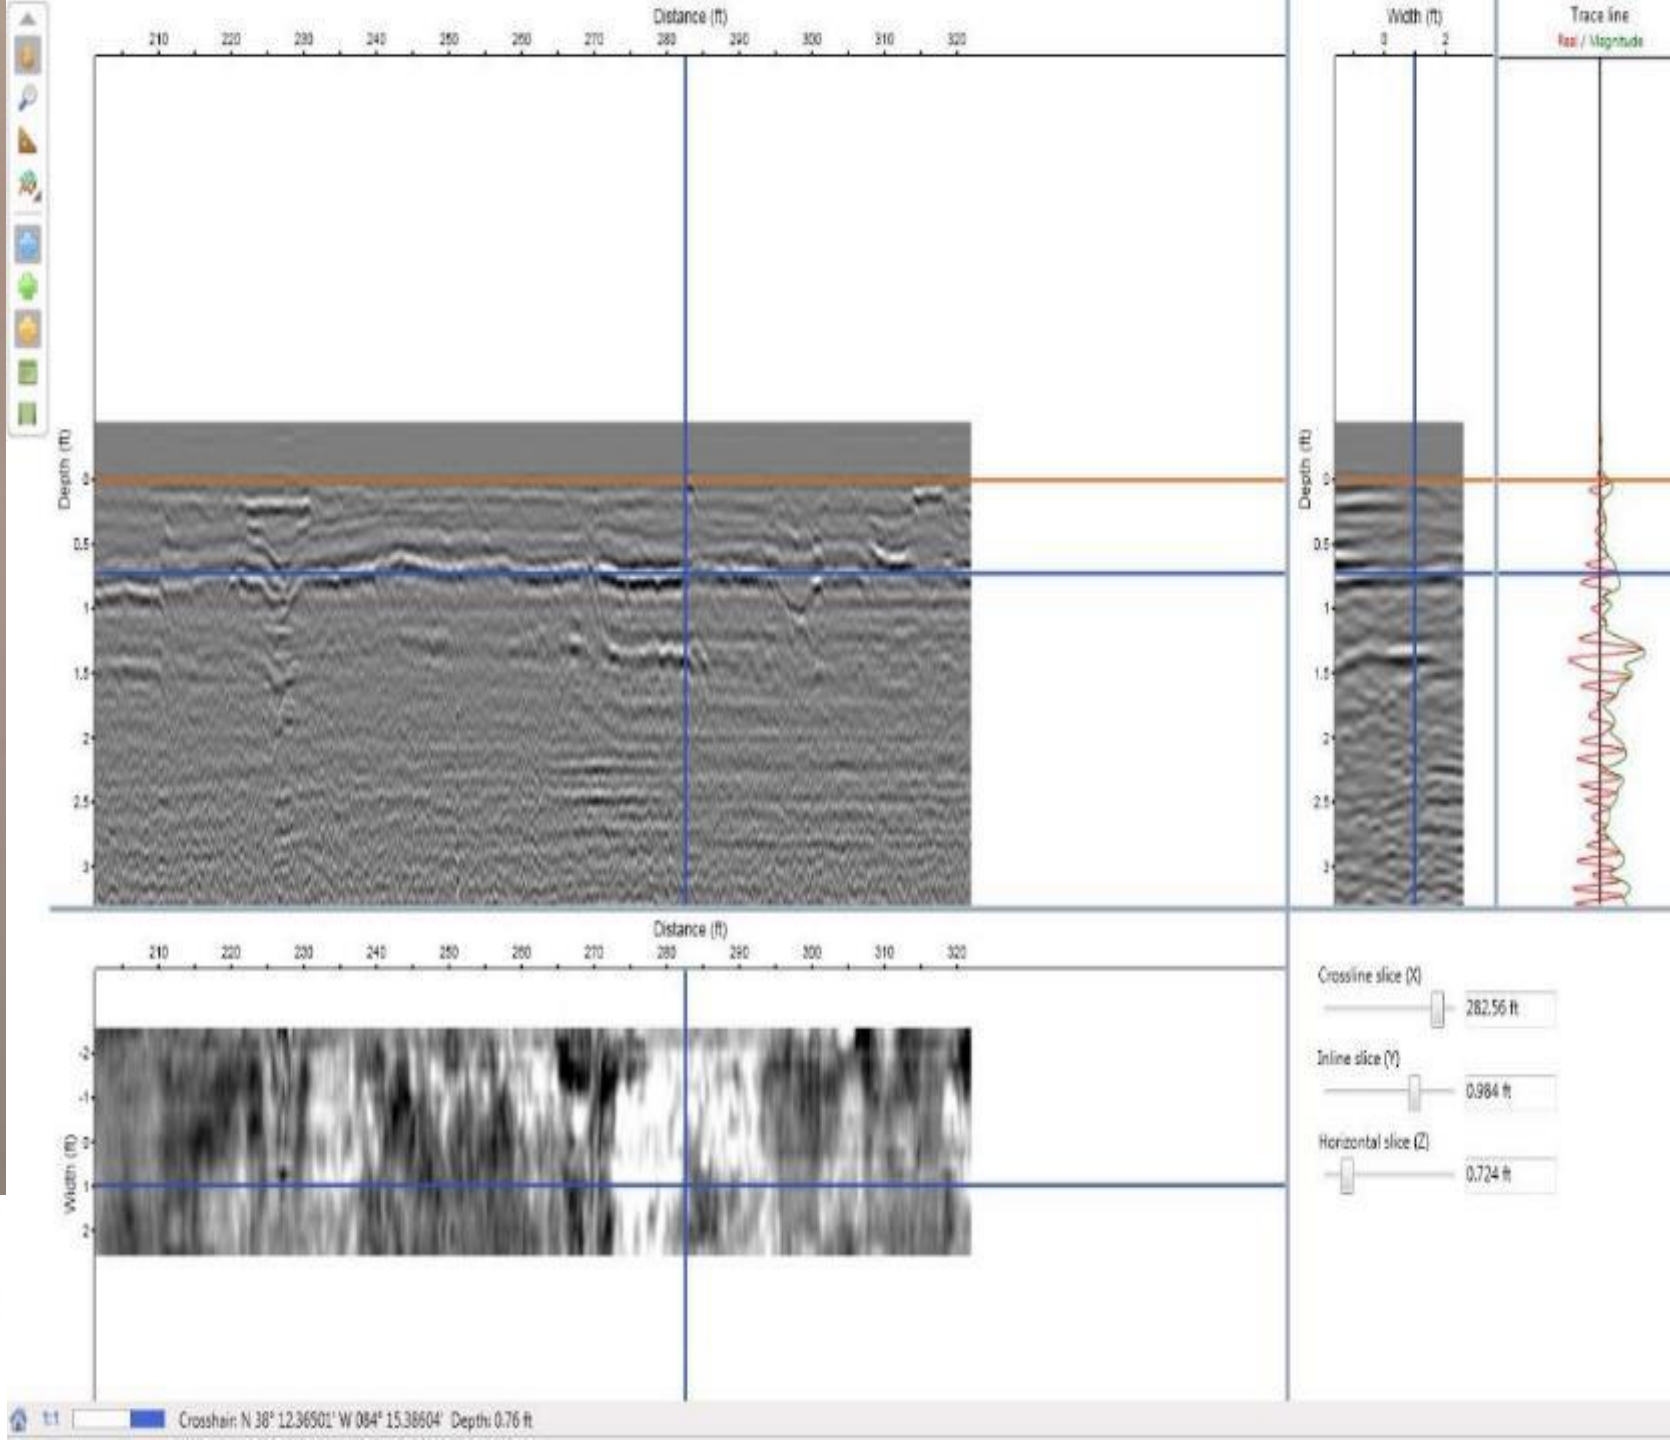 Distance (ft)
210 220 230 240 250 260 270 280 290 300 310 320
Depth (ft)
0
0.5
1
1.5
2
2.5
3
Width (ft)
0 2
Depth (ft)
0
0.5
1
1.5
2
2.5
3
Trace line
Real / Magnitude
Distance (ft)
210 220 230 240 250 260 270 280 290 300 310 320
Width (ft)
-2
-1
0
1
2
Crossline slice (X)
282.56 ft
Inline slice (Y)
0.984 ft
Horizontal slice (Z)
0.724 ft
1:1 Crosshair: N 38° 12.36501' W 084° 15.38604' Depth: 0.76 ft